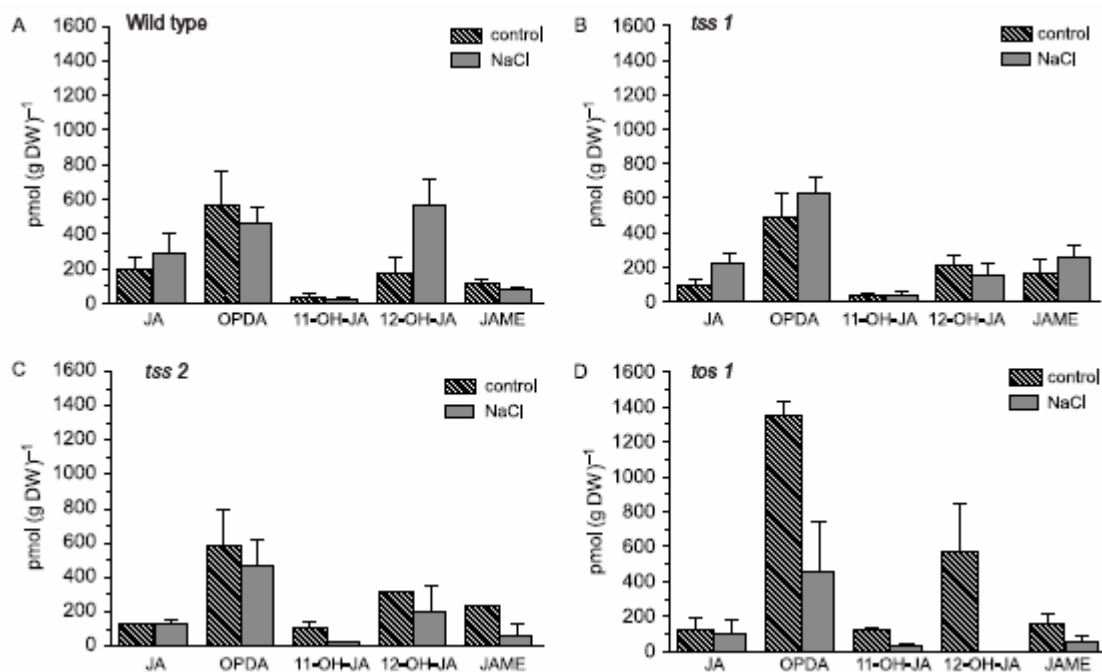 A Wild type
control
NaCl
1600
1400
1200
1000
800
600
400
200
0
pmol (g DW)⁻¹
JA OPDA 11-OH-JA 12-OH-JA JAME
B tss 1
control
NaCl
1600
1400
1200
1000
800
600
400
200
0
pmol (g DW)⁻¹
JA OPDA 11-OH-JA 12-OH-JA JAME
C tss 2
control
NaCl
1600
1400
1200
1000
800
600
400
200
0
pmol (g DW)⁻¹
JA OPDA 11-OH-JA 12-OH-JA JAME
D tos 1
control
NaCl
1600
1400
1200
1000
800
600
400
200
0
pmol (g DW)⁻¹
JA OPDA 11-OH-JA 12-OH-JA JAME